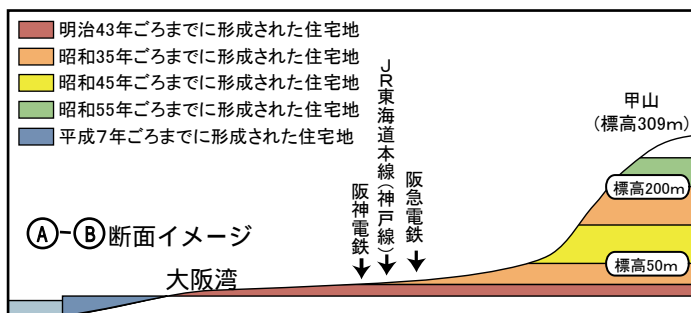 明治43年ごろまでに形成された住宅地
昭和35年ごろまでに形成された住宅地
昭和45年ごろまでに形成された住宅地
昭和55年ごろまでに形成された住宅地
平成7年ごろまでに形成された住宅地
甲山
(標高309m)
標高200m
標高50m
阪神電鉄
JR東海道本線(神戸線)
阪急電鉄
Ⓐ-Ⓑ断面イメージ
大阪湾